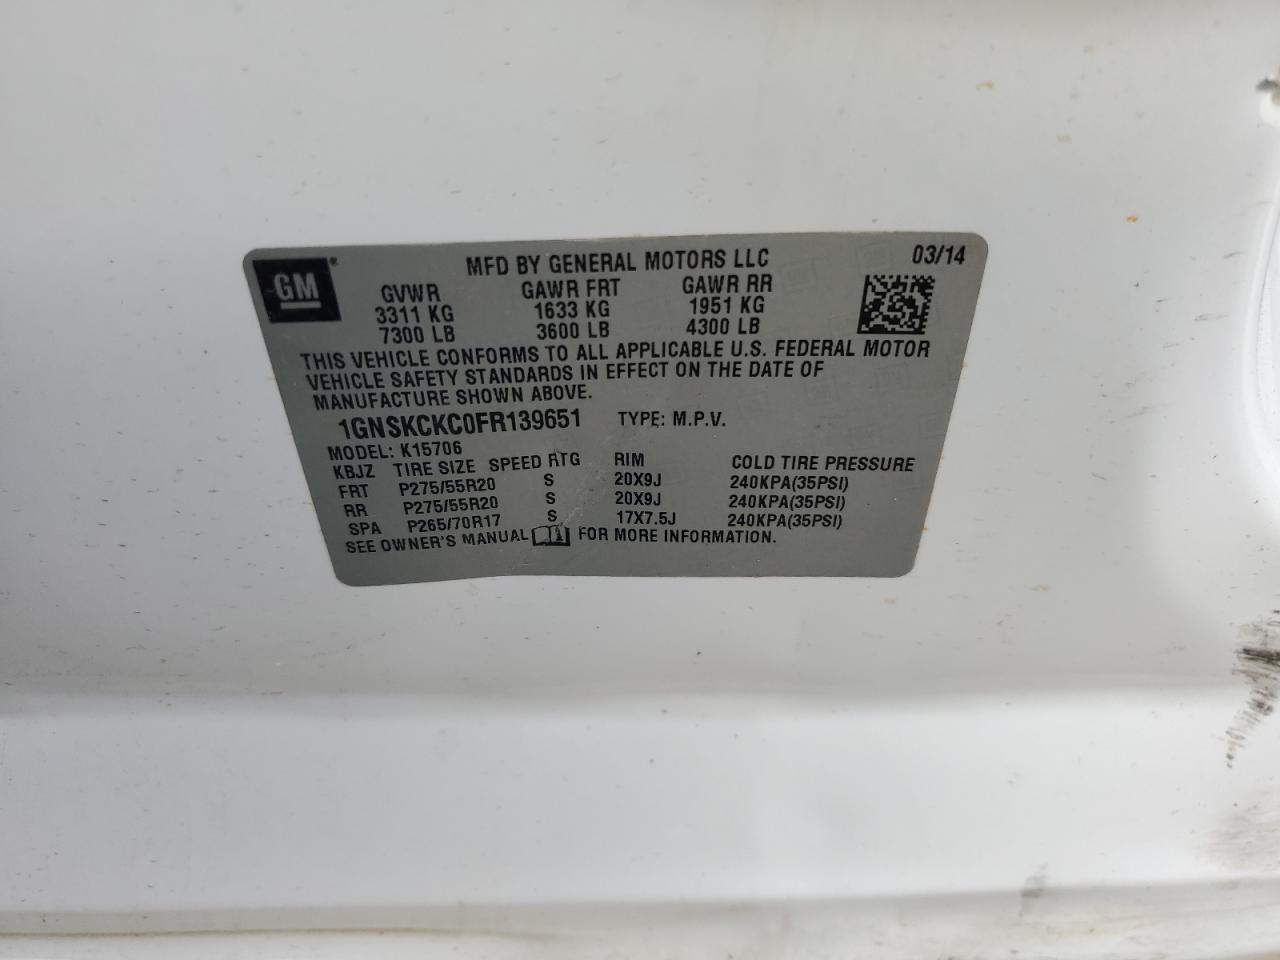 GM
MFD BY GENERAL MOTORS LLC 03/14
GVWR GAWR FRT GAWR RR
3311 KG 1633 KG 1951 KG
7300 LB 3600 LB 4300 LB
THIS VEHICLE CONFORMS TO ALL APPLICABLE U.S. FEDERAL MOTOR
VEHICLE SAFETY STANDARDS IN EFFECT ON THE DATE OF
MANUFACTURE SHOWN ABOVE.
1GNSKCKC0FR139651 TYPE: M.P.V.
MODEL: K15706
KBJZ TIRE SIZE SPEED RTG RIM COLD TIRE PRESSURE
FRT P275/55R20 S 20X9J 240KPA(35PSI)
RR P275/55R20 S 20X9J 240KPA(35PSI)
SPA P265/70R17 S 17X7.5J 240KPA(35PSI)
SEE OWNER'S MANUAL FOR MORE INFORMATION.